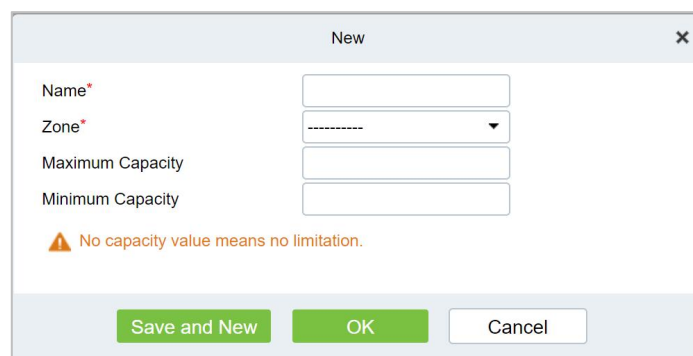 New
Name*
Zone*
----------
Maximum Capacity
Minimum Capacity
No capacity value means no limitation.
Save and New OK Cancel